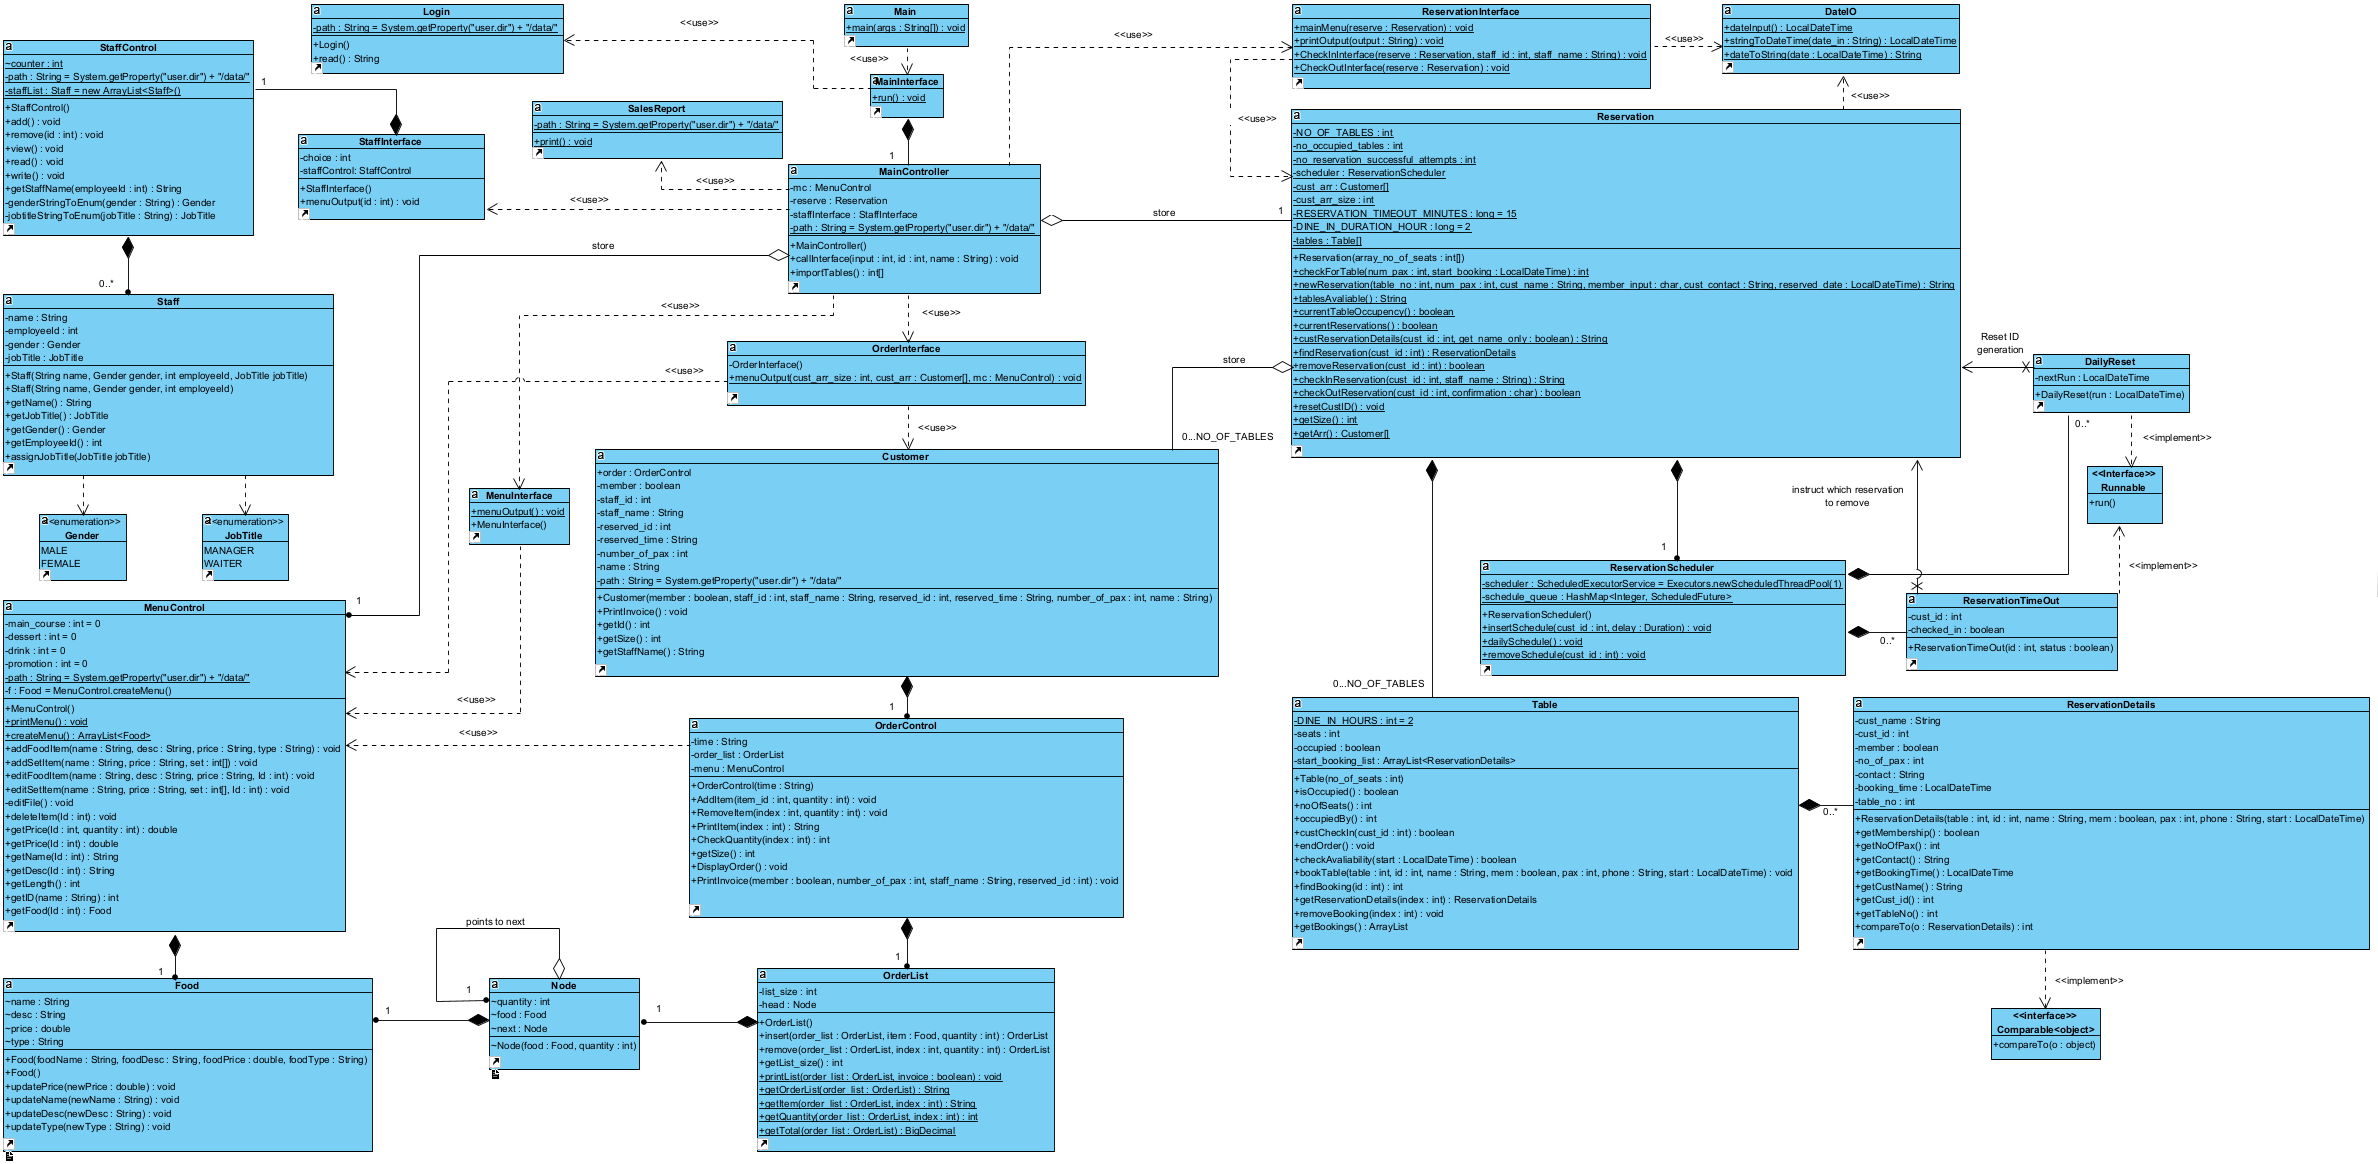 Login
-path : String = System.getProperty("user.dir") + "/data/"
+Login()
+read() : String
<<use>>
Main
+main(args : String[]) : void
<<use>>
MainInterface
+run() : void
StaffControl
~counter : int
-path : String = System.getProperty("user.dir") + "/data/"
-staffList : Staff = new ArrayList<Staff>()
+StaffControl()
+add() : void
+remove(id : int) : void
+view() : void
+read() : void
+write() : void
+getStaffName(employeeId : int) : String
-genderStringToEnum(gender : String) : Gender
-jobtitleStringToEnum(jobTitle : String) : JobTitle
1
StaffInterface
-choice : int
-staffControl: StaffControl
+StaffInterface()
+menuOutput(id : int) : void
SalesReport
-path : String = System.getProperty("user.dir") + "/data/"
+print() : void
<<use>>
<<use>>
1
MainController
-mc : MenuControl
-reserve : Reservation
-staffInterface : StaffInterface
-path : String = System.getProperty("user.dir") + "/data/"
+MainController()
+callInterface(input : int, id : int, name : String) : void
+importTables() : int[]
<<use>>
ReservationInterface
+mainMenu(reserve : Reservation) : void
+printOutput(output : String) : void
+CheckInInterface(reserve : Reservation, staff_id : int, staff_name : String) : void
+CheckOutInterface(reserve : Reservation) : void
<<use>>
DateIO
+dateInput() : LocalDateTime
+stringToDateTime(date_in : String) : LocalDateTime
+dateToString(date : LocalDateTime) : String
<<use>>
<<use>>
Reservation
-NO_OF_TABLES : int
-no_occupied_tables : int
-no_reservation_successful_attempts : int
-scheduler : ReservationScheduler
-cust_arr : Customer[]
-cust_arr_size : int
-RESERVATION_TIMEOUT_MINUTES : long = 15
-DINE_IN_DURATION_HOUR : long = 2
-tables : Table[]
+Reservation(array_no_of_seats : int[])
+checkForTable(num_pax : int, start_booking : LocalDateTime) : int
+newReservation(table_no : int, num_pax : int, cust_name : String, member_input : char, cust_contact : String, reserved_date : LocalDateTime) : String
+tablesAvaliable() : String
+currentTableOccupency() : boolean
+currentReservations() : boolean
+custReservationDetails(cust_id : int, get_name_only : boolean) : String
+findReservation(cust_id : int) : ReservationDetails
+removeReservation(cust_id : int) : boolean
+checkInReservation(cust_id : int, staff_name : String) : String
+checkOutReservation(cust_id : int, confirmation : char) : boolean
+resetCustID() : void
+getSize() : int
+getArr() : Customer[]
store
1
store
0..*
Staff
-name : String
-employeeId : int
-gender : Gender
-jobTitle : JobTitle
+Staff(String name, Gender gender, int employeeId, JobTitle jobTitle)
+Staff(String name, Gender gender, int employeeId)
+getName() : String
+getJobTitle() : JobTitle
+getGender() : Gender
+getEmployeeId() : int
+assignJobTitle(JobTitle jobTitle)
<<use>>
<<use>>
OrderInterface
-OrderInterface()
+menuOutput(cust_arr_size : int, cust_arr : Customer[], mc : MenuControl) : void
<<use>>
<<use>>
store
0...NO_OF_TABLES
Reset ID
generation
DailyReset
-nextRun : LocalDateTime
+DailyReset(run : LocalDateTime)
0..*
<<implement>>
<<Interface>>
Runnable
+run()
<<implement>>
instruct which reservation
to remove
<enumeration>>
Gender
MALE
FEMALE
<enumeration>>
JobTitle
MANAGER
WAITER
MenuInterface
+menuOutput() : void
+MenuInterface()
Customer
+order : OrderControl
-member : boolean
-staff_id : int
-staff_name : String
-reserved_id : int
-reserved_time : String
-number_of_pax : int
-name : String
-path : String = System.getProperty("user.dir") + "/data/"
+Customer(member : boolean, staff_id : int, staff_name : String, reserved_id : int, reserved_time : String, number_of_pax : int, name : String)
+PrintInvoice() : void
+getId() : int
+getSize() : int
+getStaffName() : String
1
ReservationScheduler
-scheduler : ScheduledExecutorService = Executors.newScheduledThreadPool(1)
-schedule_queue : HashMap<Integer, ScheduledFuture>
+ReservationScheduler()
+insertSchedule(cust_id : int, delay : Duration) : void
+dailySchedule() : void
+removeSchedule(cust_id : int) : void
0..*
ReservationTimeOut
-cust_id : int
-checked_in : boolean
+ReservationTimeOut(id : int, status : boolean)
1
MenuControl
-main_course : int = 0
-dessert : int = 0
-drink : int = 0
-promotion : int = 0
-path : String = System.getProperty("user.dir") + "/data/"
-f : Food = MenuControl.createMenu()
+MenuControl()
+printMenu() : void
+createMenu() : ArrayList<Food>
+addFoodItem(name : String, desc : String, price : String, type : String) : void
+addSetItem(name : String, price : String, set : int[]) : void
+editFoodItem(name : String, desc : String, price : String, Id : int) : void
+editSetItem(name : String, price : String, set : int[], Id : int) : void
-editFile() : void
+deleteItem(Id : int) : void
+getPrice(Id : int, quantity : int) : double
+getPrice(Id : int) : double
+getName(Id : int) : String
+getDesc(Id : int) : String
+getLength() : int
+getID(name : String) : int
+getFood(Id : int) : Food
<<use>>
<<use>>
1
OrderControl
-time : String
-order_list : OrderList
-menu : MenuControl
+OrderControl(time : String)
+AddItem(item_id : int, quantity : int) : void
+RemoveItem(index : int, quantity : int) : void
+PrintItem(index : int) : String
+CheckQuantity(index : int) : int
+getSize() : int
+DisplayOrder() : void
+PrintInvoice(member : boolean, number_of_pax : int, staff_name : String, reserved_id : int) : void
0...NO_OF_TABLES
Table
-DINE_IN_HOURS : int = 2
-seats : int
-occupied : boolean
-start_booking_list : ArrayList<ReservationDetails>
+Table(no_of_seats : int)
+isOccupied() : boolean
+noOfSeats() : int
+occupiedBy() : int
+custCheckIn(cust_id : int) : boolean
+endOrder() : void
+checkAvaliability(start : LocalDateTime) : boolean
+bookTable(table : int, id : int, name : String, mem : boolean, pax : int, phone : String, start : LocalDateTime) : void
+findBooking(id : int) : int
+getReservationDetails(index : int) : ReservationDetails
+removeBooking(index : int) : void
+getBookings() : ArrayList
0..*
ReservationDetails
-cust_name : String
-cust_id : int
-member : boolean
-no_of_pax : int
-contact : String
-booking_time : LocalDateTime
-table_no : int
+ReservationDetails(table : int, id : int, name : String, mem : boolean, pax : int, phone : String, start : LocalDateTime)
+getMembership() : boolean
+getNoOfPax() : int
+getContact() : String
+getBookingTime() : LocalDateTime
+getCustName() : String
+getCust_id() : int
+getTableNo() : int
+compareTo(o : ReservationDetails) : int
<<implement>>
<<interface>>
Comparable<object>
+compareTo(o : object)
1
Food
~name : String
~desc : String
~price : double
~type : String
+Food(foodName : String, foodDesc : String, foodPrice : double, foodType : String)
+Food()
+updatePrice(newPrice : double) : void
+updateName(newName : String) : void
+updateDesc(newDesc : String) : void
+updateType(newType : String) : void
1
points to next
1
Node
~quantity : int
~food : Food
~next : Node
~Node(food : Food, quantity : int)
1
1
OrderList
-list_size : int
-head : Node
+OrderList()
+insert(order_list : OrderList, item : Food, quantity : int) : OrderList
+remove(order_list : OrderList, index : int, quantity : int) : OrderList
+getList_size() : int
+printList(order_list : OrderList, invoice : boolean) : void
+getOrderList(order_list : OrderList) : String
+getItem(order_list : OrderList, index : int) : String
+getQuantity(order_list : OrderList, index : int) : int
+getTotal(order_list : OrderList) : BigDecimal